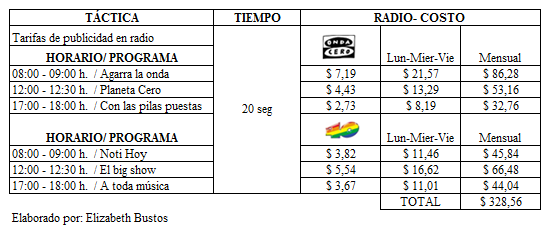 TÁCTICA TIEMPO RADIO- COSTO
Tarifas de publicidad en radio
ONDA
CERO
HORARIO/ PROGRAMA Lun-Mier-Vie Mensual
08:00 - 09:00 h. / Agarra la onda $ 7,19 $ 21,57 $ 86,28
12:00 - 12:30 h. / Planeta Cero $ 4,43 $ 13,29 $ 53,16
17:00 - 18:00 h. / Con las pilas puestas $ 2,73 $ 8,19 $ 32,76
20 seg
40
HORARIO/ PROGRAMA Lun-Mier-Vie Mensual
08:00 - 09:00 h. / Noti Hoy $ 3,82 $ 11,46 $ 45,84
12:00 - 12:30 h. / El big show $ 5,54 $ 16,62 $ 66,48
17:00 - 18:00 h. / A toda música $ 3,67 $ 11,01 $ 44,04
TOTAL $ 328,56
Elaborado por: Elizabeth Bustos